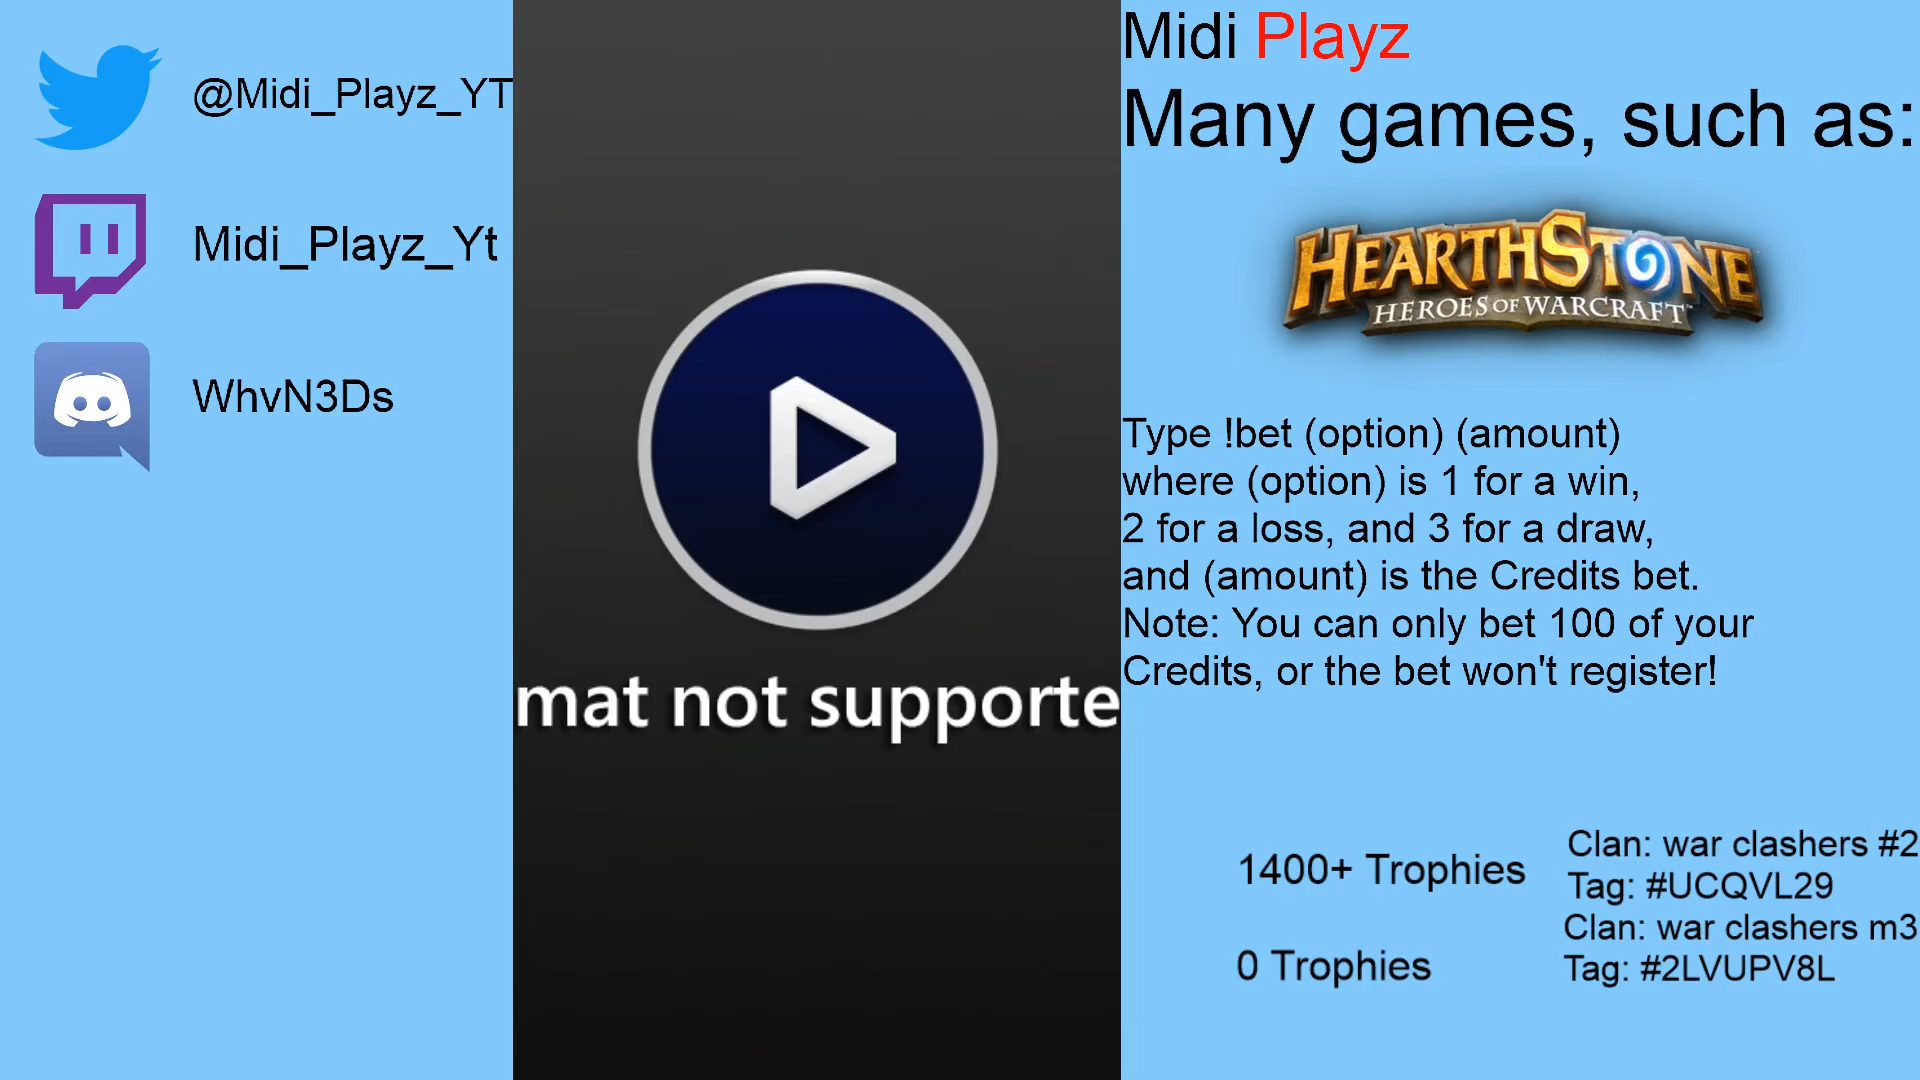 @Midi_Playz_YT
Midi_Playz_Yt
WhvN3Ds
mat not supporte
Midi Playz
Many games, such as:
HEARTHSTONE
HEROES OF WARCRAFT
Type !bet (option) (amount)
where (option) is 1 for a win,
2 for a loss, and 3 for a draw,
and (amount) is the Credits bet.
Note: You can only bet 100 of your
Credits, or the bet won't register!
1400+ Trophies
0 Trophies
Clan: war clashers #2
Tag: #UCQVL29
Clan: war clashers m3
Tag: #2LVUPV8L